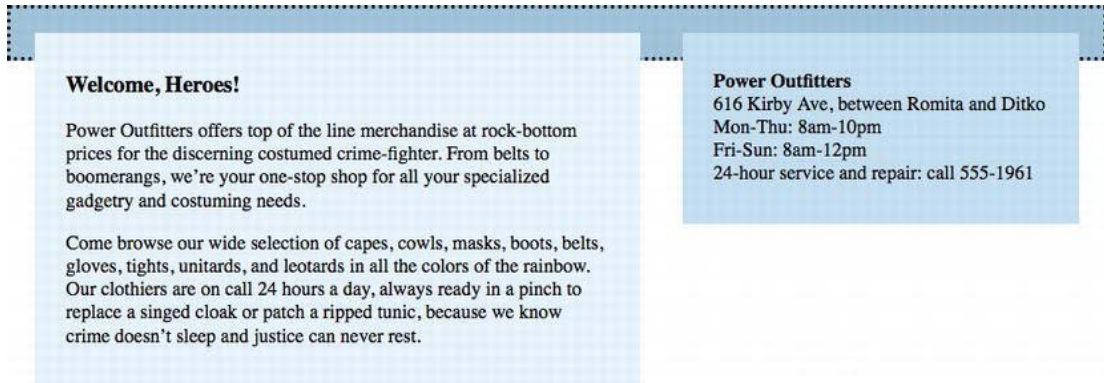 Welcome, Heroes!
Power Outfitters offers top of the line merchandise at rock-bottom
prices for the discerning costumed crime-fighter. From belts to
boomerangs, we’re your one-stop shop for all your specialized
gadgetry and costuming needs.
Come browse our wide selection of capes, cowls, masks, boots, belts,
gloves, tights, unitards, and leotards in all the colors of the rainbow.
Our clothiers are on call 24 hours a day, always ready in a pinch to
replace a singed cloak or patch a ripped tunic, because we know
crime doesn’t sleep and justice can never rest.
Power Outfitters
616 Kirby Ave, between Romita and Ditko
Mon-Thu: 8am-10pm
Fri-Sun: 8am-12pm
24-hour service and repair: call 555-1961